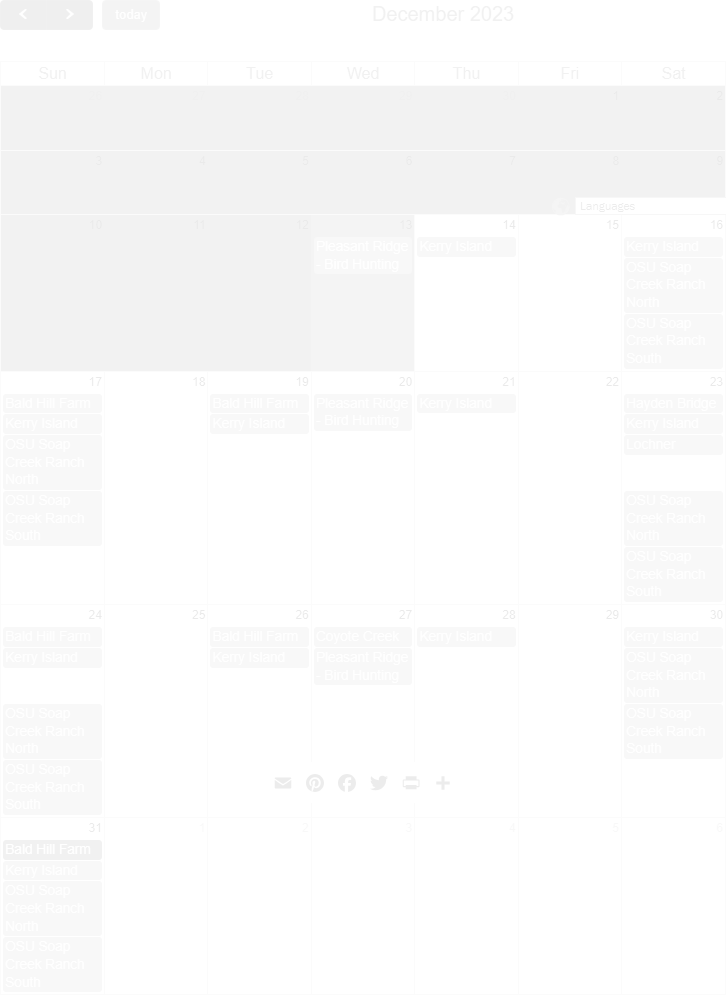 today
December 2023
Sun Mon Tue Wed Thu Fri Sat
1 2
3 4 5 6 7 8 9
Languages
10 11 12 13 14 15 16
Pleasant Ridge
- Bird Hunting
Kerry Island
Kerry Island
OSU Soap
Creek Ranch
North
OSU Soap
Creek Ranch
South
17 18 19 20 21 22 23
Bald Hill Farm
Kerry Island
OSU Soap
Creek Ranch
North
OSU Soap
Creek Ranch
South
Bald Hill Farm
Kerry Island
Pleasant Ridge
- Bird Hunting
Kerry Island
Hayden Bridge
Kerry Island
Lochner
OSU Soap
Creek Ranch
North
OSU Soap
Creek Ranch
South
24 25 26 27 28 29 30
Bald Hill Farm
Kerry Island
OSU Soap
Creek Ranch
North
OSU Soap
Creek Ranch
South
Bald Hill Farm
Kerry Island
Coyote Creek
Pleasant Ridge
- Bird Hunting
Kerry Island
Kerry Island
OSU Soap
Creek Ranch
North
OSU Soap
Creek Ranch
South
31 1 2 3 4 5 6
Bald Hill Farm
Kerry Island
OSU Soap
Creek Ranch
North
OSU Soap
Creek Ranch
South